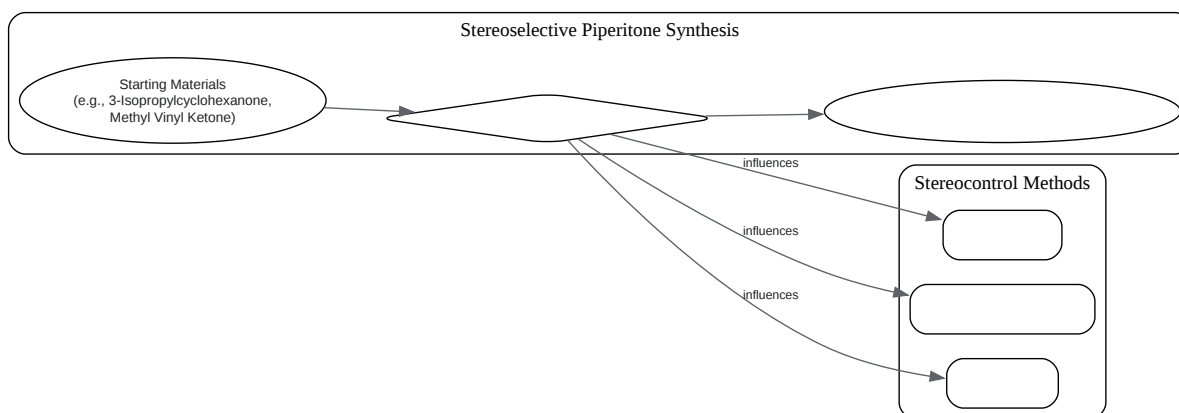 Stereoselective Piperitone Synthesis
Starting Materials
(e.g., 3-Isopropylcyclohexanone,
Methyl Vinyl Ketone)
influences
Stereocontrol Methods
influences
influences